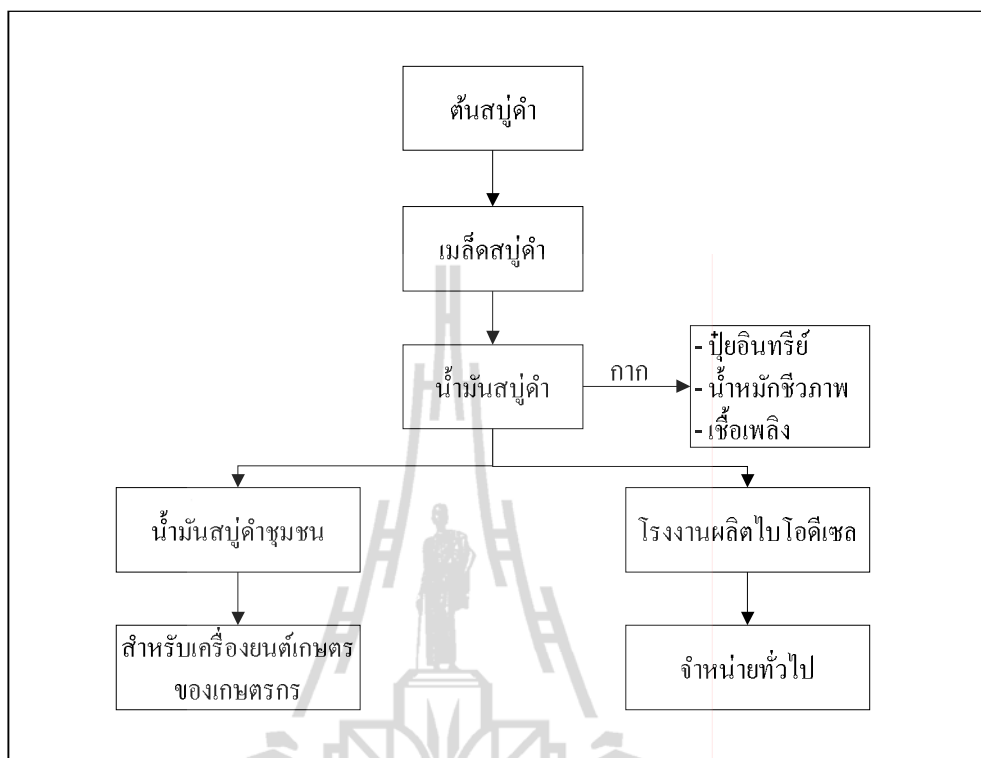 ต้นสบู่ดำ
เมล็ดสบู่ดำ
น้ำมันสบู่ดำ
กาก
- ปุ๋ยอินทรีย์
- น้ำหมักชีวภาพ
- เชื้อเพลิง
น้ำมันสบู่ดำชุมชน
โรงงานผลิตไบโอดีเซล
สำหรับเครื่องยนต์เกษตร
ของเกษตรกร
จำหน่ายทั่วไป